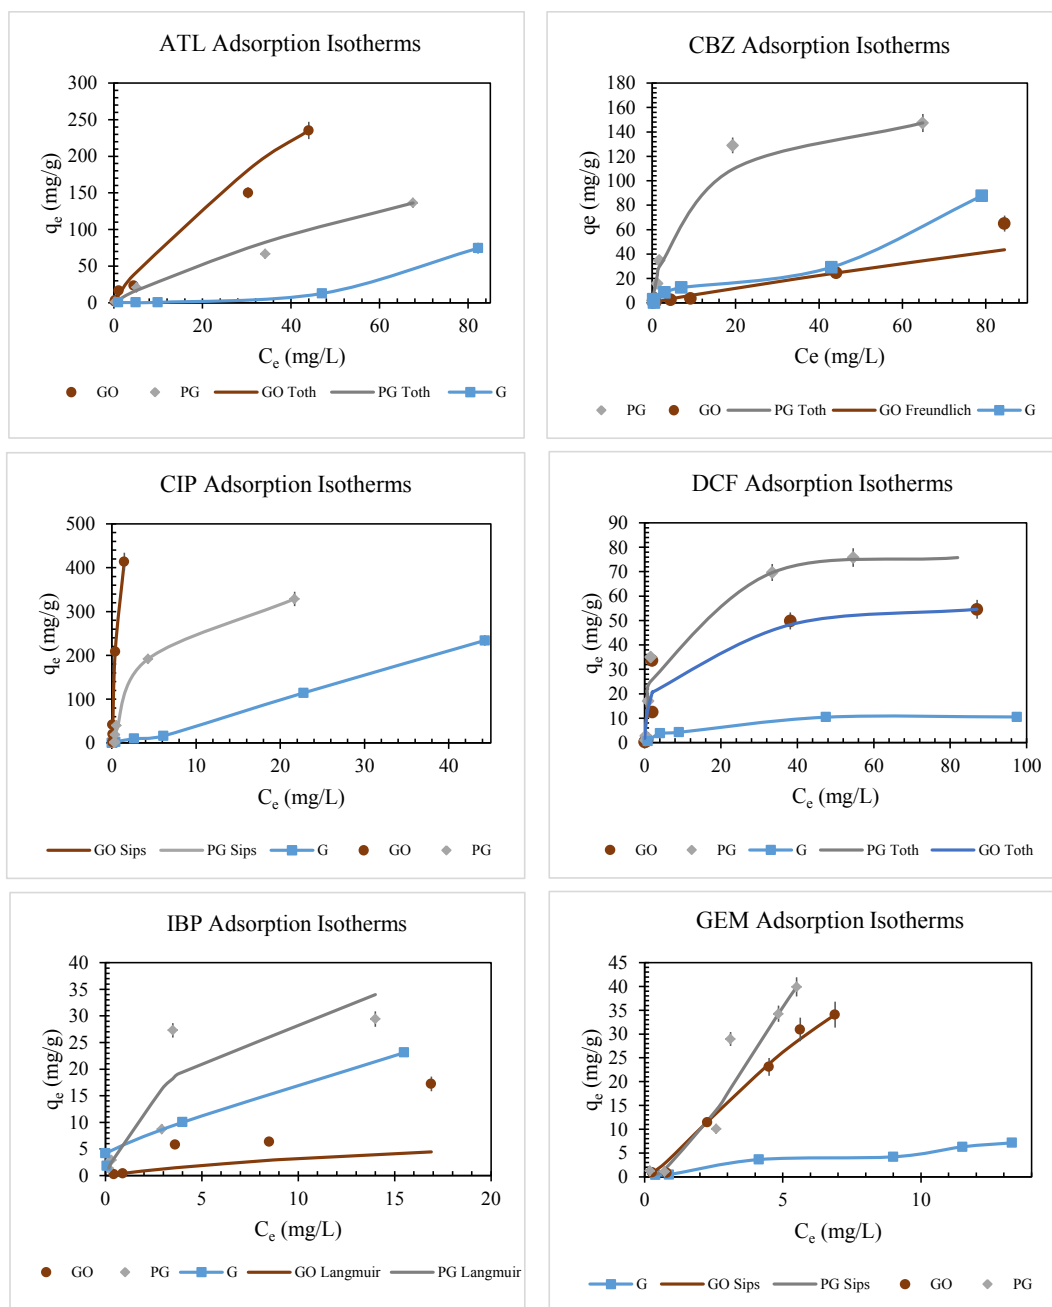 ATL Adsorption Isotherms
300
250
200
150
100
50
0
0 20 40 60 80
qₑ (mg/g)
Cₑ (mg/L)
GO PG GO Toth PG Toth G
CBZ Adsorption Isotherms
180
160
140
120
100
80
60
40
20
0
0 20 40 60 80
qe (mg/g)
Ce (mg/L)
PG GO PG Toth GO Freundlich G
CIP Adsorption Isotherms
500
400
300
200
100
0
0 10 20 30 40
qₑ (mg/g)
Cₑ (mg/L)
GO Sips PG Sips G GO PG
DCF Adsorption Isotherms
90
80
70
60
50
40
30
20
10
0
0 20 40 60 80 100
qₑ (mg/g)
Cₑ (mg/L)
GO PG G PG Toth GO Toth
IBP Adsorption Isotherms
40
35
30
25
20
15
10
5
0
0 5 10 15 20
qₑ (mg/g)
Cₑ (mg/L)
GO PG G GO Langmuir PG Langmuir
GEM Adsorption Isotherms
45
40
35
30
25
20
15
10
5
0
0 5 10
qₑ (mg/g)
Cₑ (mg/L)
G GO Sips PG Sips GO PG